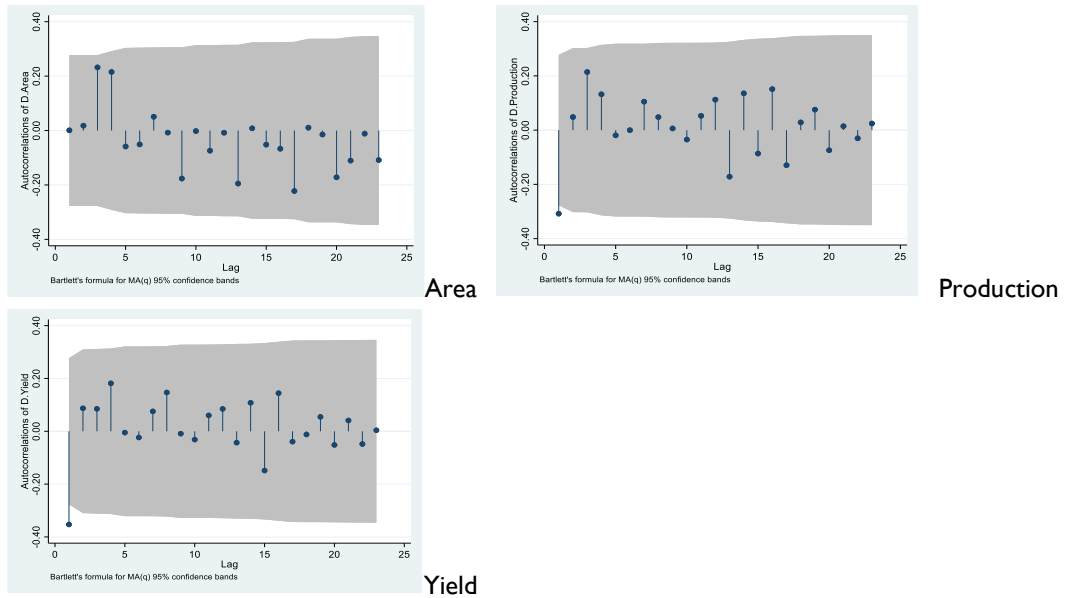 Autocorrelations of D.Area
0.40
0.20
0.00
-0.20
-0.40
0 5 10 15 20 25
Lag
Bartlett's formula for MA(q) 95% confidence bands
Area
Autocorrelations of D.Production
0.40
0.20
0.00
-0.20
-0.40
0 5 10 15 20 25
Lag
Bartlett's formula for MA(q) 95% confidence bands
Production
Autocorrelations of D.Yield
0.40
0.20
0.00
-0.20
-0.40
0 5 10 15 20 25
Lag
Bartlett's formula for MA(q) 95% confidence bands
Yield